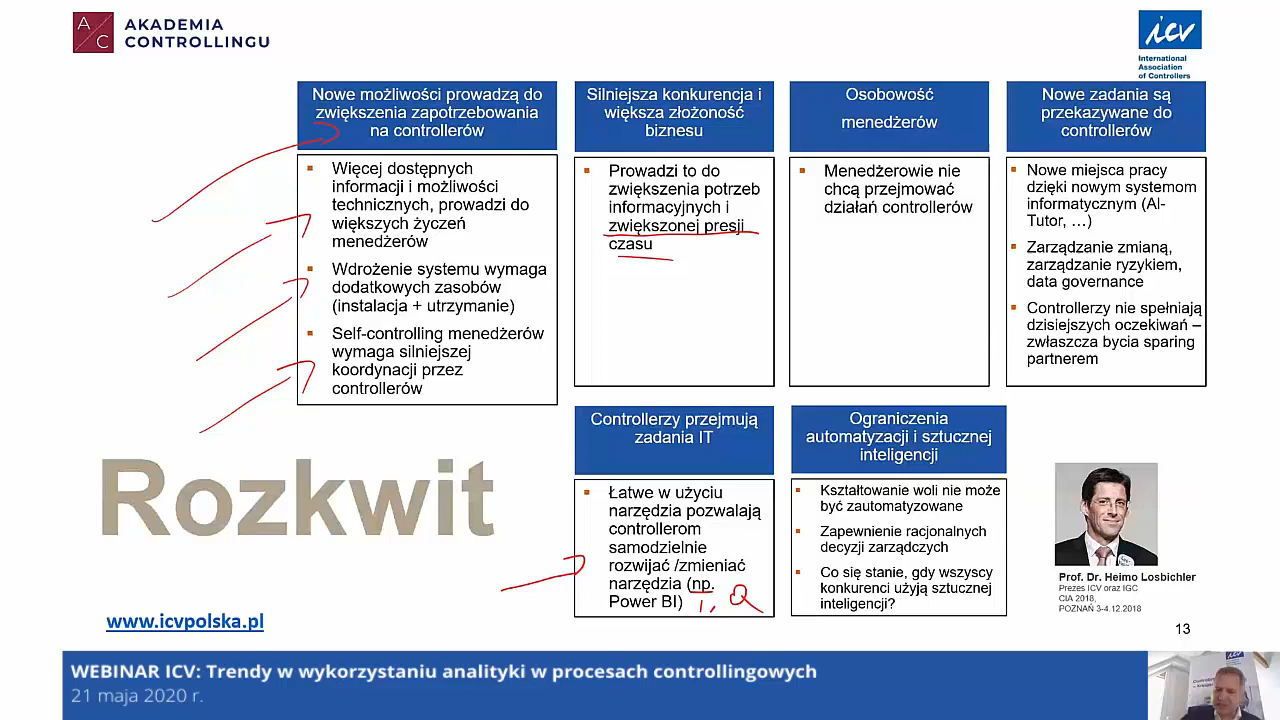 AC
AKADEMIA
CONTROLLINGU
icv
International
Association
of Controllers
Nowe możliwości prowadzą do
zwiększenia zapotrzebowania
na controllerów
Więcej dostępnych
informacji i możliwości
technicznych, prowadzi do
większych życzeń
menedżerów
Wdrożenie systemu wymaga
dodatkowych zasobów
(instalacja + utrzymanie)
Self-controlling menedżerów
wymaga silniejszej
koordynacji przez
controllerów
Silniejsza konkurencja i
większa złożoność
biznesu
Prowadzi to do
zwiększenia potrzeb
informacyjnych i
zwiększonej presji
czasu
Osobowość
menedżerów
Menedżerowie nie
chcą przejmować
działań controllerów
Nowe zadania są
przekazywane do
controllerów
Nowe miejsca pracy
dzięki nowym systemom
informatycznym (AI-
Tutor, …)
Zarządzanie zmianą,
zarządzanie ryzykiem,
data governance
Controllerzy nie spełniają
dzisiejszych oczekiwań –
zwłaszcza bycia sparing
partnerem
Controllerzy przejmują
zadania IT
Łatwe w użyciu
narzędzia pozwalają
controllerom
samodzielnie
rozwijać /zmieniać
narzędzia (np.
Power BI)
Ograniczenia
automatyzacji i sztucznej
inteligencji
Kształtowanie woli nie może
być zautomatyzowane
Zapewnienie racjonalnych
decyzji zarządczych
Co się stanie, gdy wszyscy
konkurenci użyją sztucznej
inteligencji?
Rozkwit
Prof. Dr. Heimo Losbichler
Prezes ICV oraz IGC
CIA 2018,
POZNAŃ 3-4.12.2018
www.icvpolska.pl
13
WEBINAR ICV: Trendy w wykorzystaniu analityki w procesach controllingowych
21 maja 2020 r.
icv